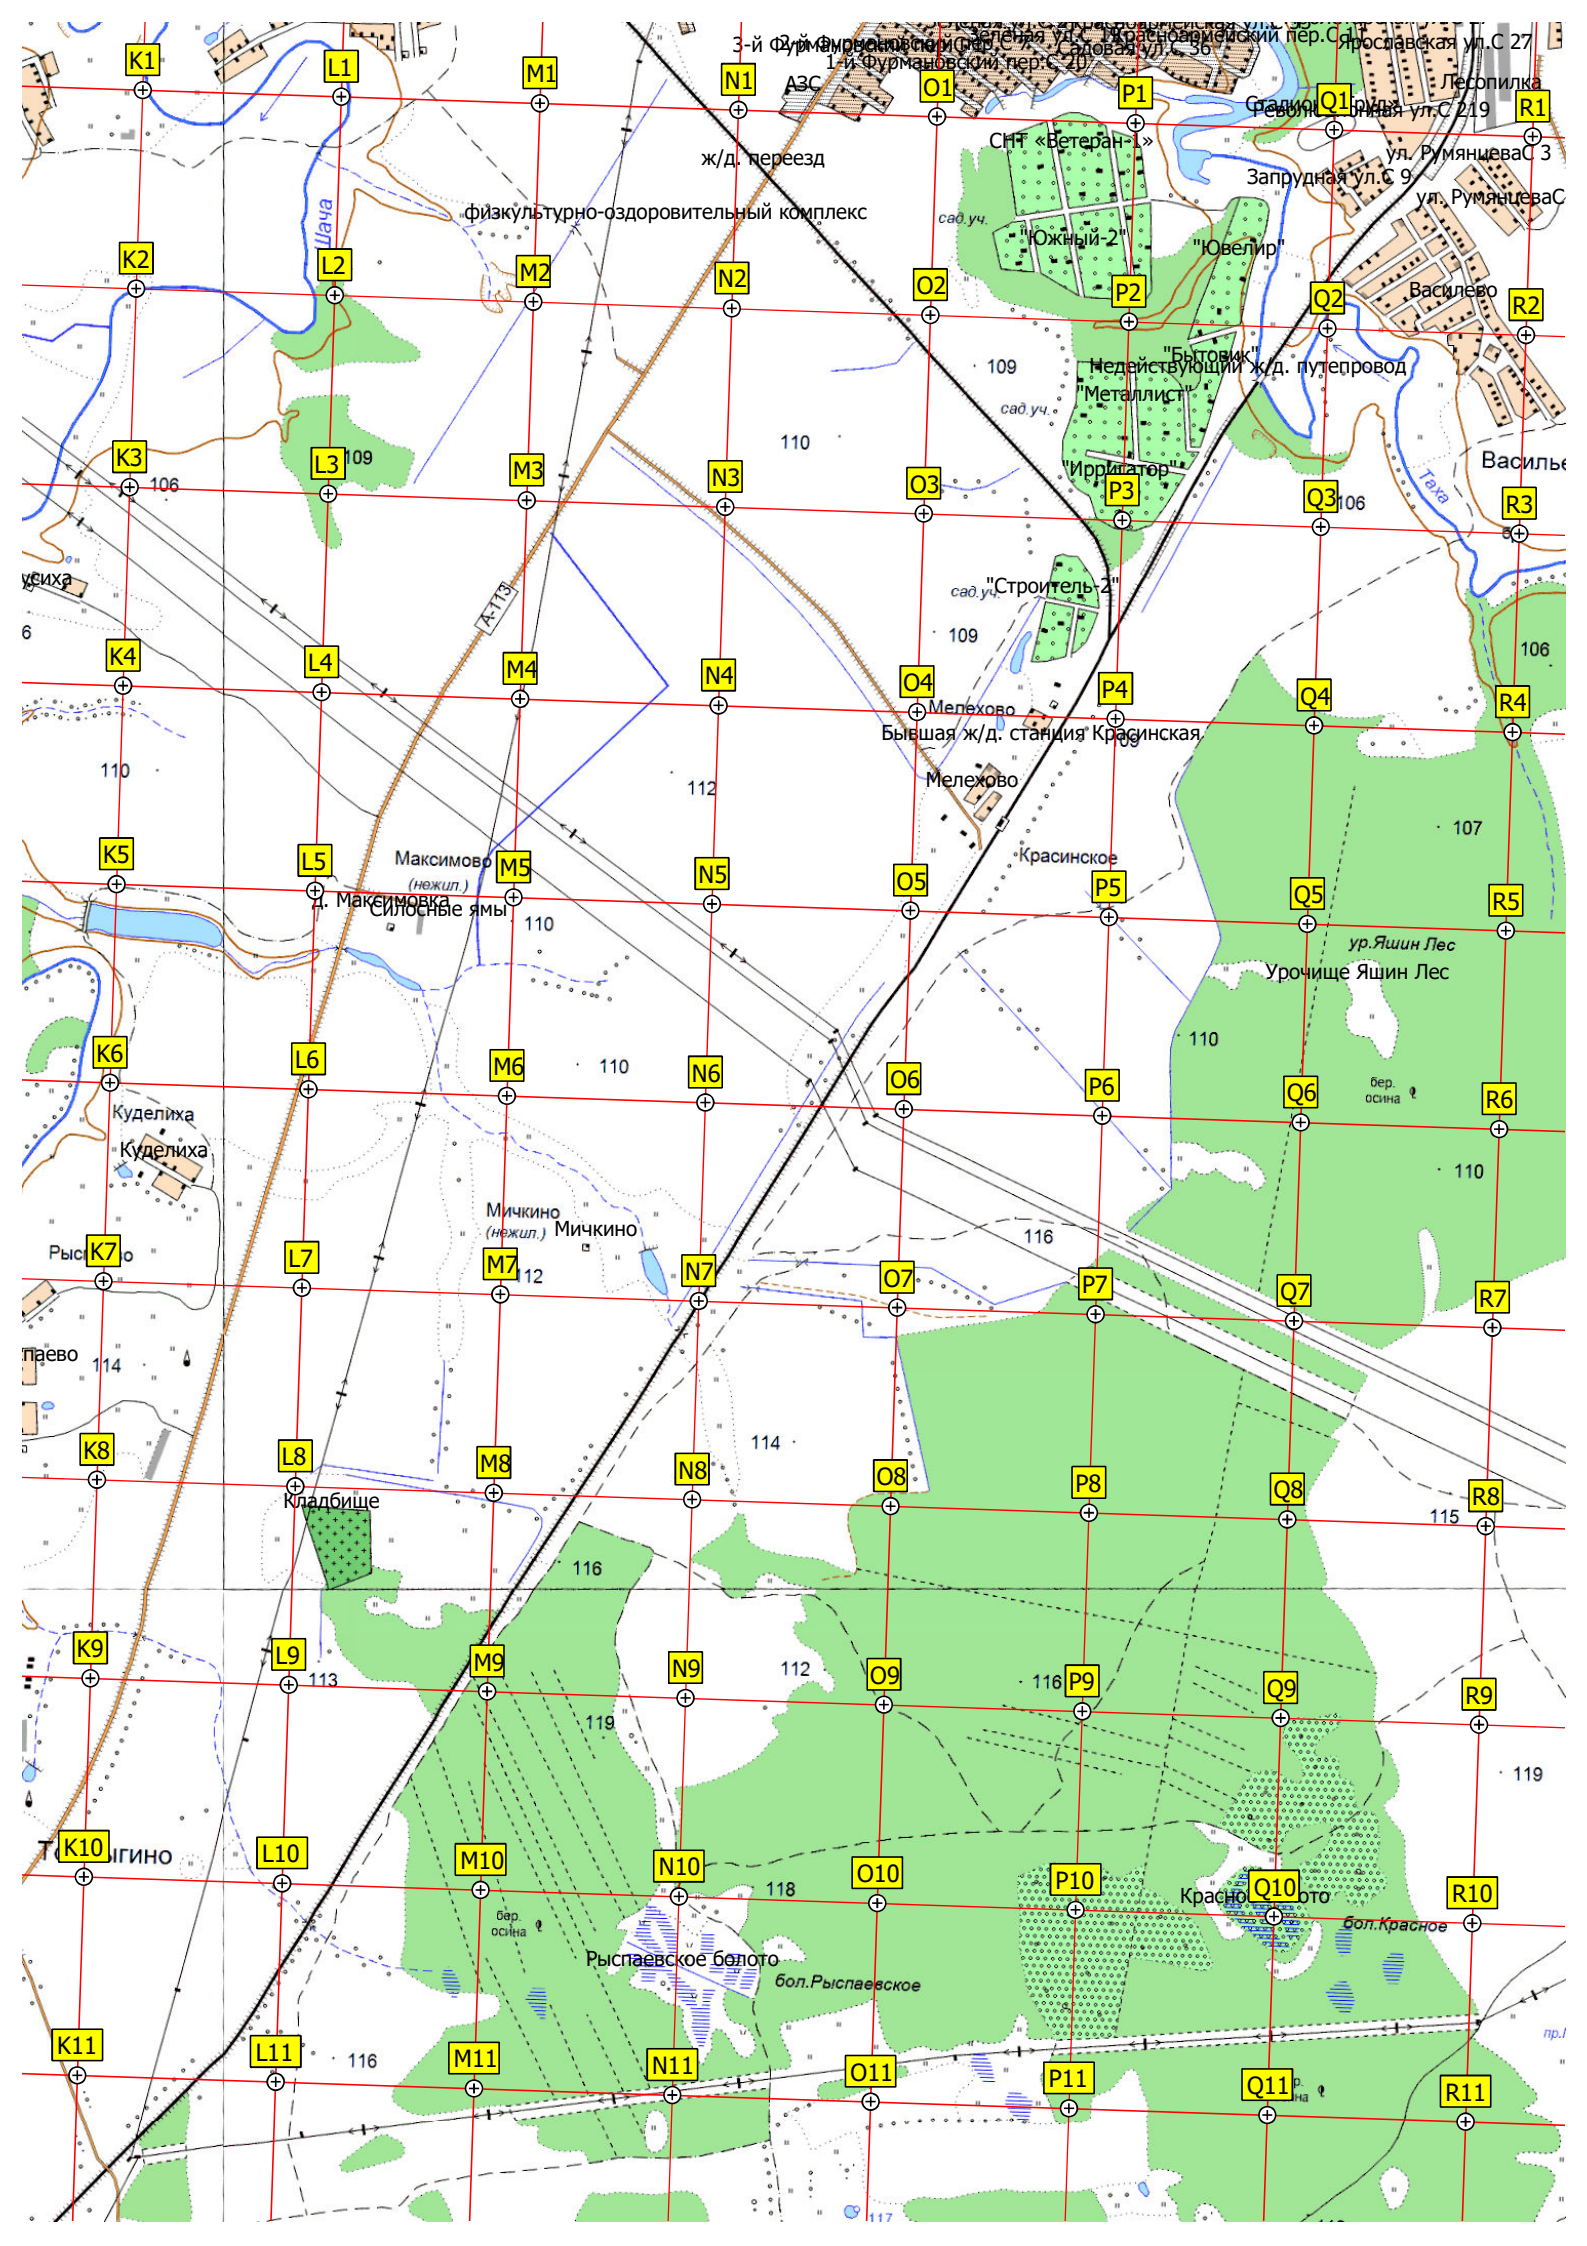 K1
L1
M1
N1
O1
P1
Q1
R1
Ярославская ул.С 27
Лесопилка
АЗС
1-й Фурмановский пер.С 20
СНТ «Ветеран-1»
ж/д. переезд
ул. РумянцеваС 3
Запрудная ул.С 9
ул. РумянцеваС
физкультурно-оздоровительный комплекс
Шача
сад.уч.
"Южный-2"
"Ювелир"
K2
L2
M2
N2
O2
P2
Q2
R2
Василево
"Бытовик"
Недействующий ж/д. путепровод
109
"Металлист"
сад.уч.
110
K3
L3
109
M3
N3
O3
"Ирригатор"
P3
Q3
106
R3
Василье
Таха
106
усиха
А-113
"Строитель-2"
сад.уч.
109
6
106
K4
L4
M4
N4
O4
P4
Q4
R4
Мелехово
Бывшая ж/д. станция Красинская
110
112
Мелехово
107
Красинское
K5
L5
Максимово
(нежил.)
M5
N5
O5
P5
Q5
R5
д. Максимовка
Силосные ямы
110
ур.Яшин Лес
Урочище Яшин Лес
110
K6
L6
M6
110
N6
O6
P6
Q6
R6
бер.
осина
Куделиха
Куделиха
110
Мичкино
(нежил.)
Мичкино
116
K7
L7
M7
112
N7
O7
P7
Q7
R7
паево
114
114
K8
L8
M8
N8
O8
P8
Q8
R8
Кладбище
115
116
K9
L9
113
M9
N9
112
O9
116
P9
Q9
R9
119
119
K10
L10
M10
N10
118
O10
P10
Q10
R10
бер.
осина
бол.Красное
Рыспаевское болото
бол.Рыспаевское
K11
L11
116
M11
N11
O11
P11
Q11
R11
117